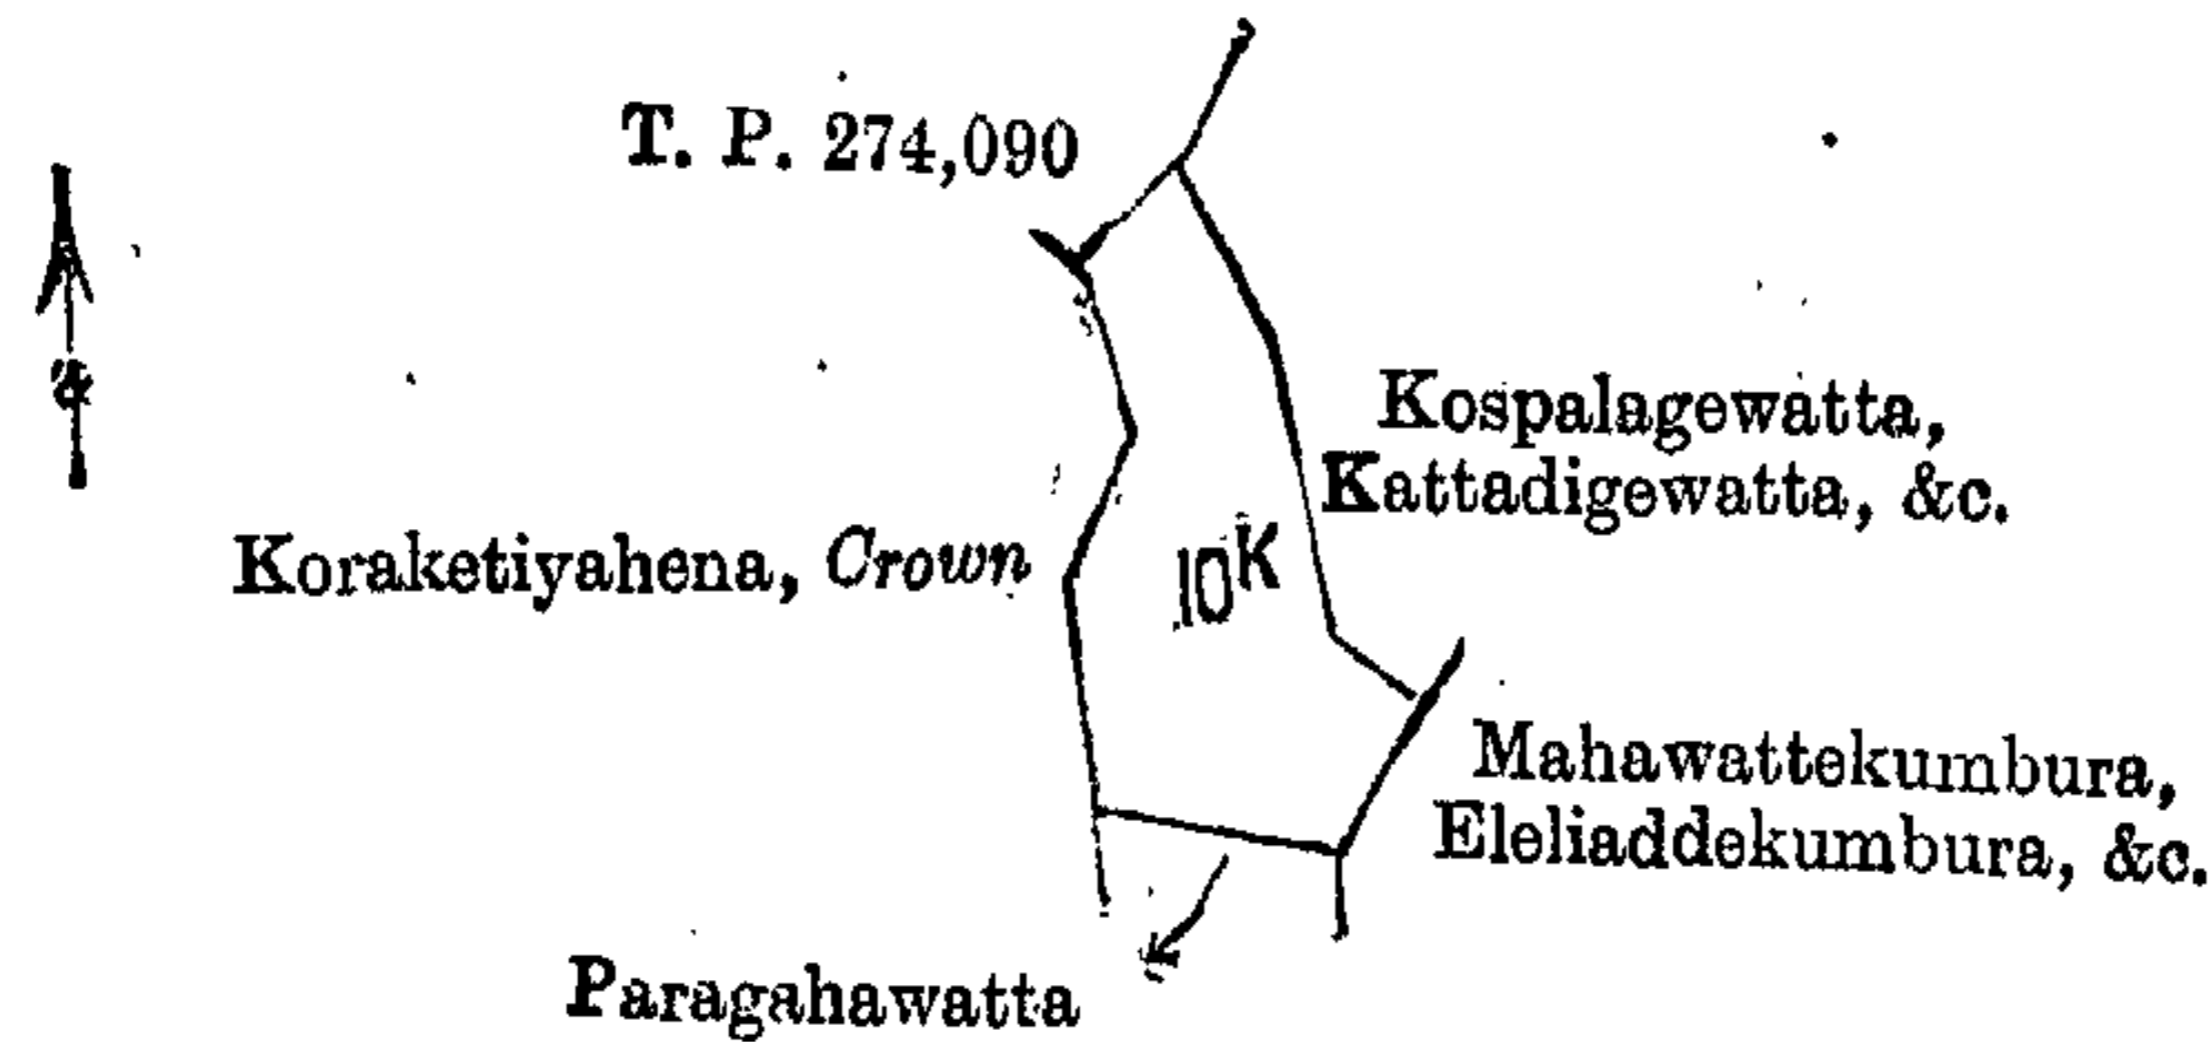 T. P. 274,090
Kospalagewatta,
Kattadigewatta, &c.
Koraketiyahena, Crown
10K
Mahawattekumbura,
Eleliaddekumbura, &c.
Paragahawatta